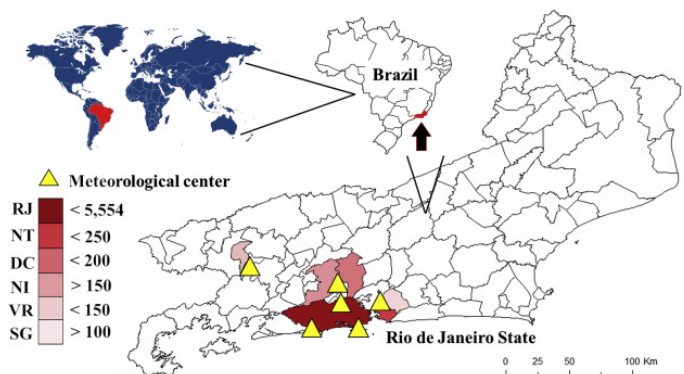 Brazil
Meteorological center
RJ < 5,554
NT < 250
DC < 200
NI > 150
VR < 150
SG > 100
Rio de Janeiro State
0 25 50 100 Km